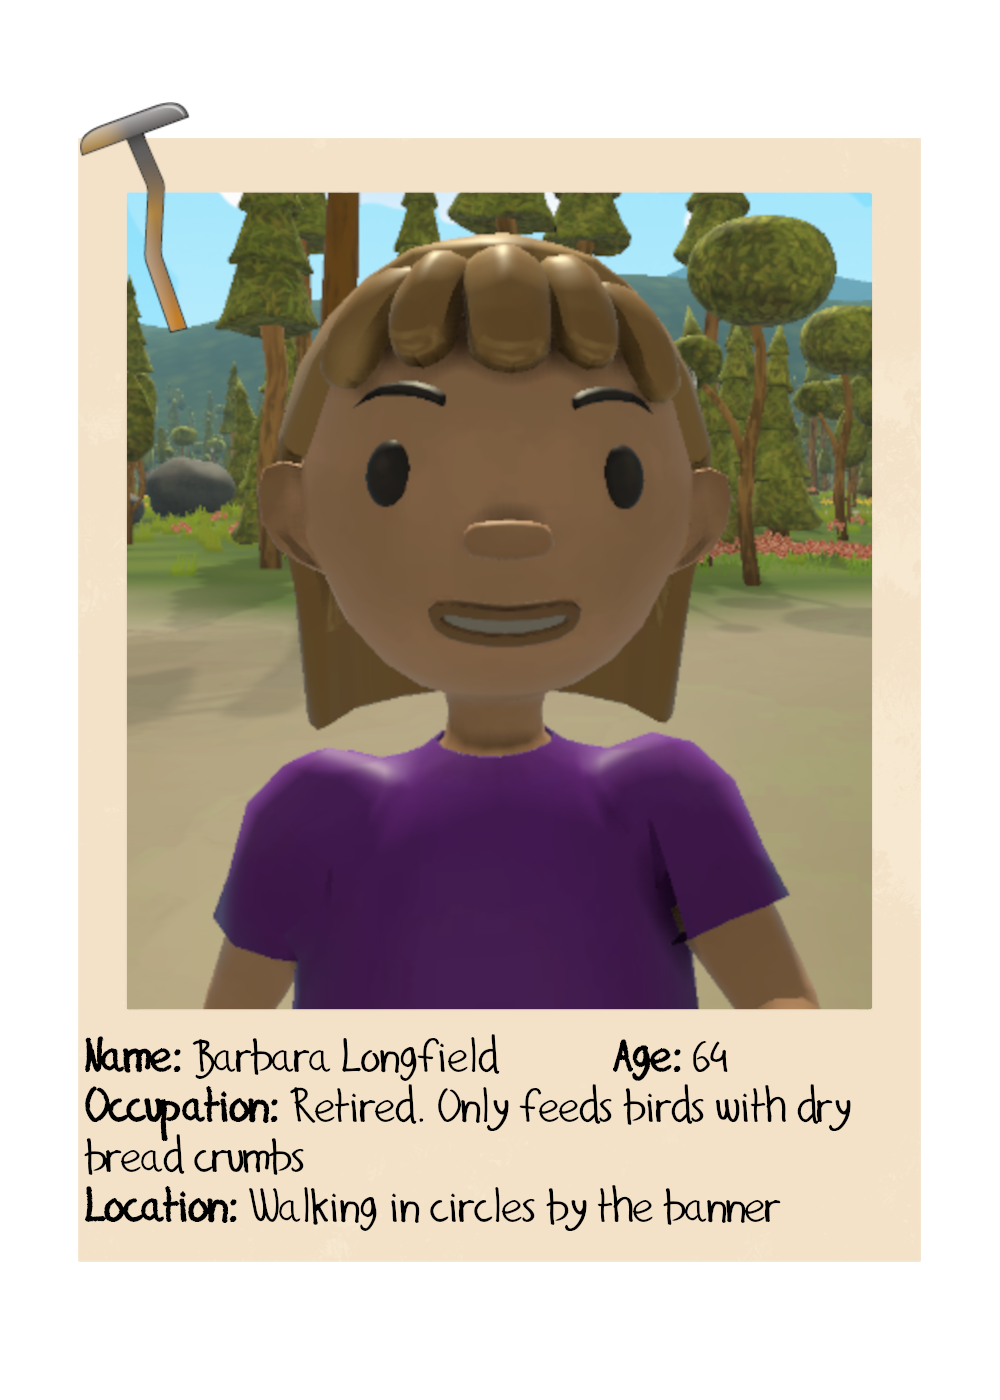 Name: Barbara Longfield Age: 64
Occupation: Retired. Only feeds birds with dry
bread crumbs
Location: Walking in circles by the banner